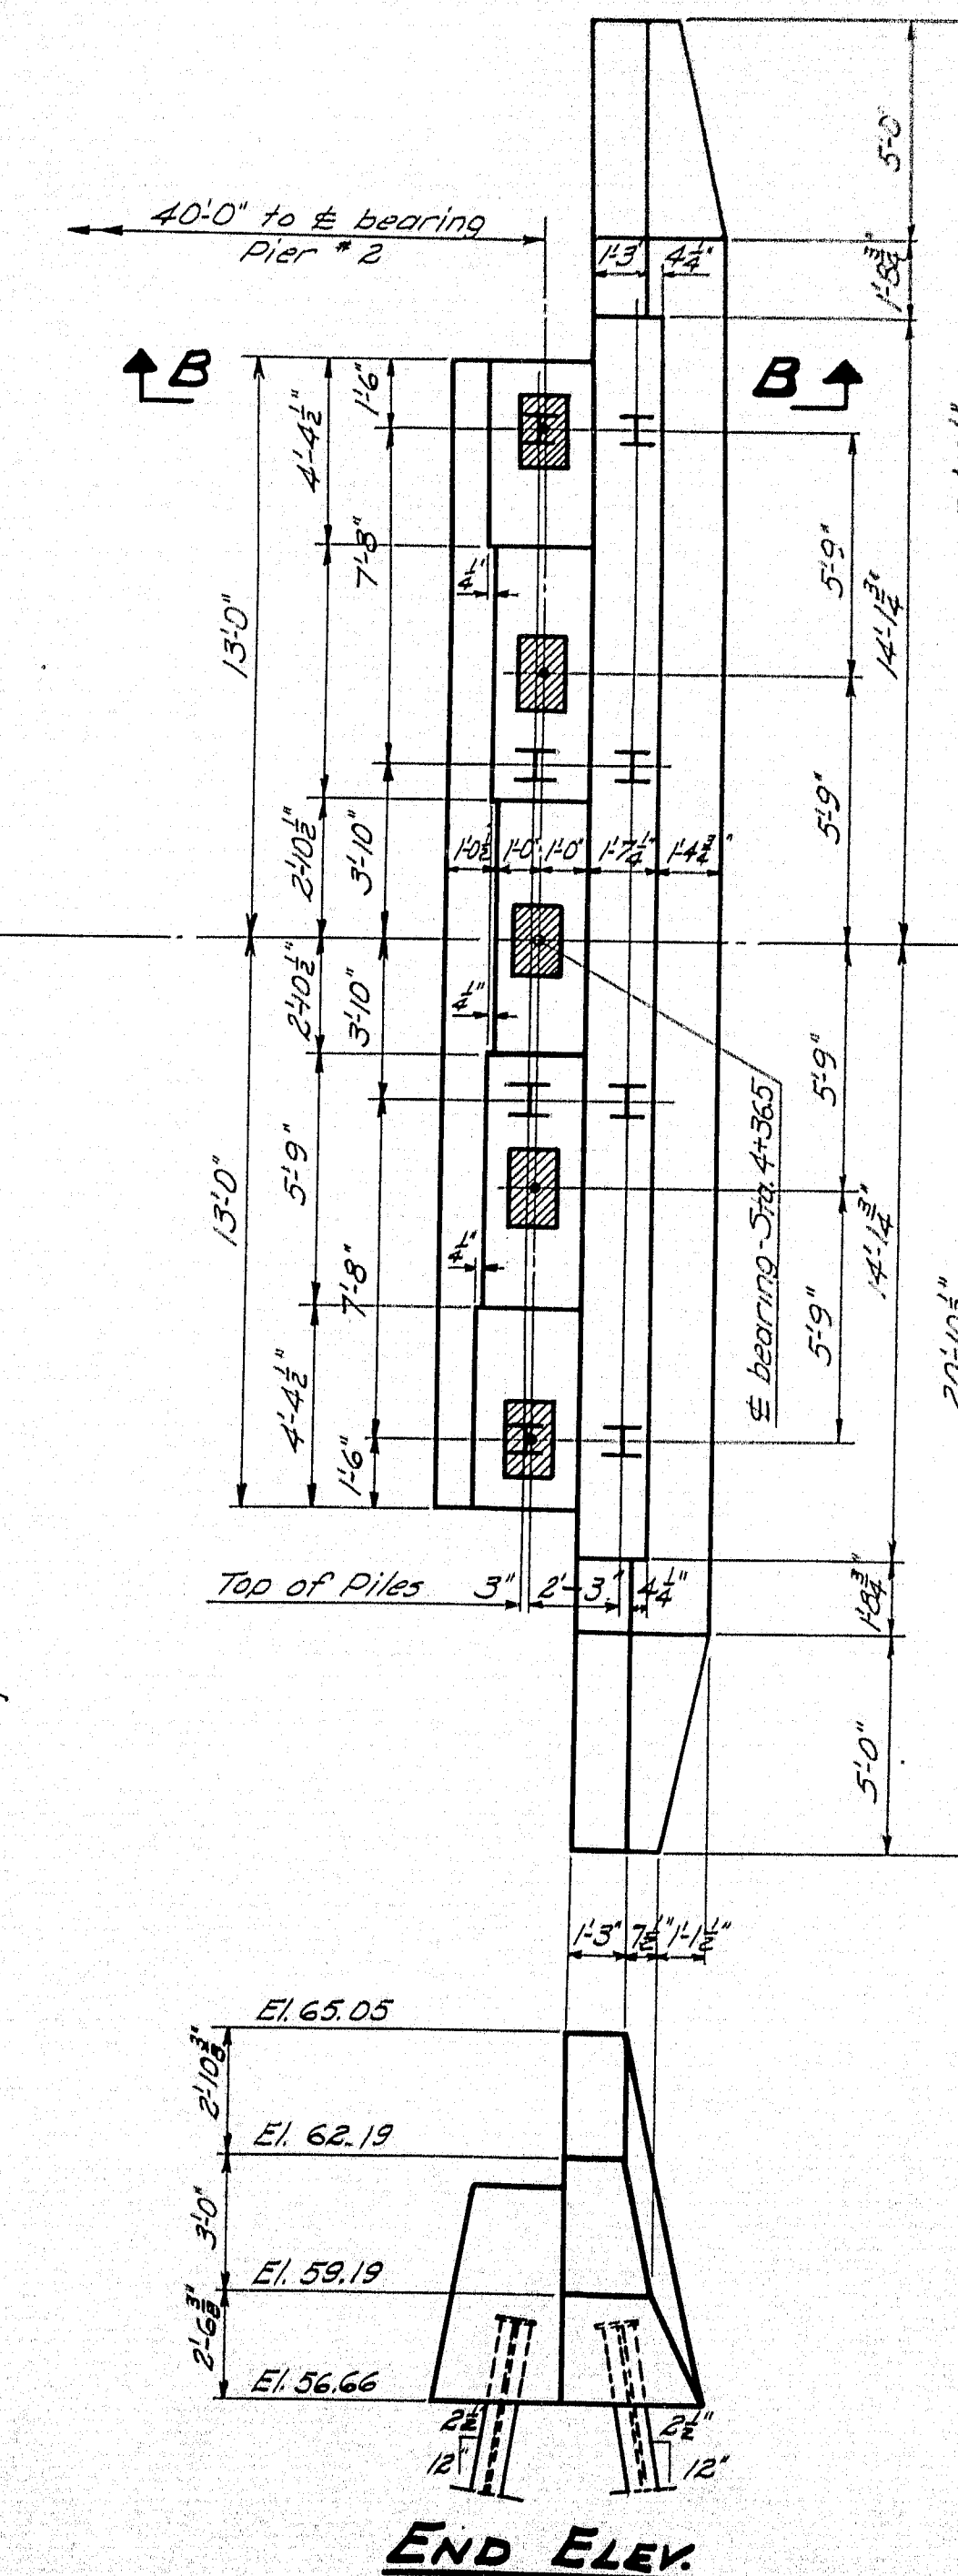 5'-0"
40'-0" to ⅊ bearing
Pier # 2
1'-3" 4¼"
1'-8¾"
B B
1'-6"
4'-4½"
7'-8"
5'-9"
14'-1¾"
¼"
13'-0"
2'-10½"
3'-10"
5'-9"
1'-0½" 1'-0" 1'-0" 1'-7¼" 1'-4¾"
2'-10½"
3'-10"
¼"
5'-9"
⅊ bearing - Sta. 4+36.5
5'-9"
13'-0"
7'-8"
¼"
14'-1¾"
5'-9"
20'-10½"
4'-4½"
1'-6"
Top of Piles 3" 2'-3" 4¼"
1'-8¾"
5'-0"
1'-3" 7½" 1'-1½"
El. 65.05
2'-10⅜"
El. 62.19
3'-0"
El. 59.19
2'-6⅜"
El. 56.66
2½" 2½"
12" 12"
END ELEV.